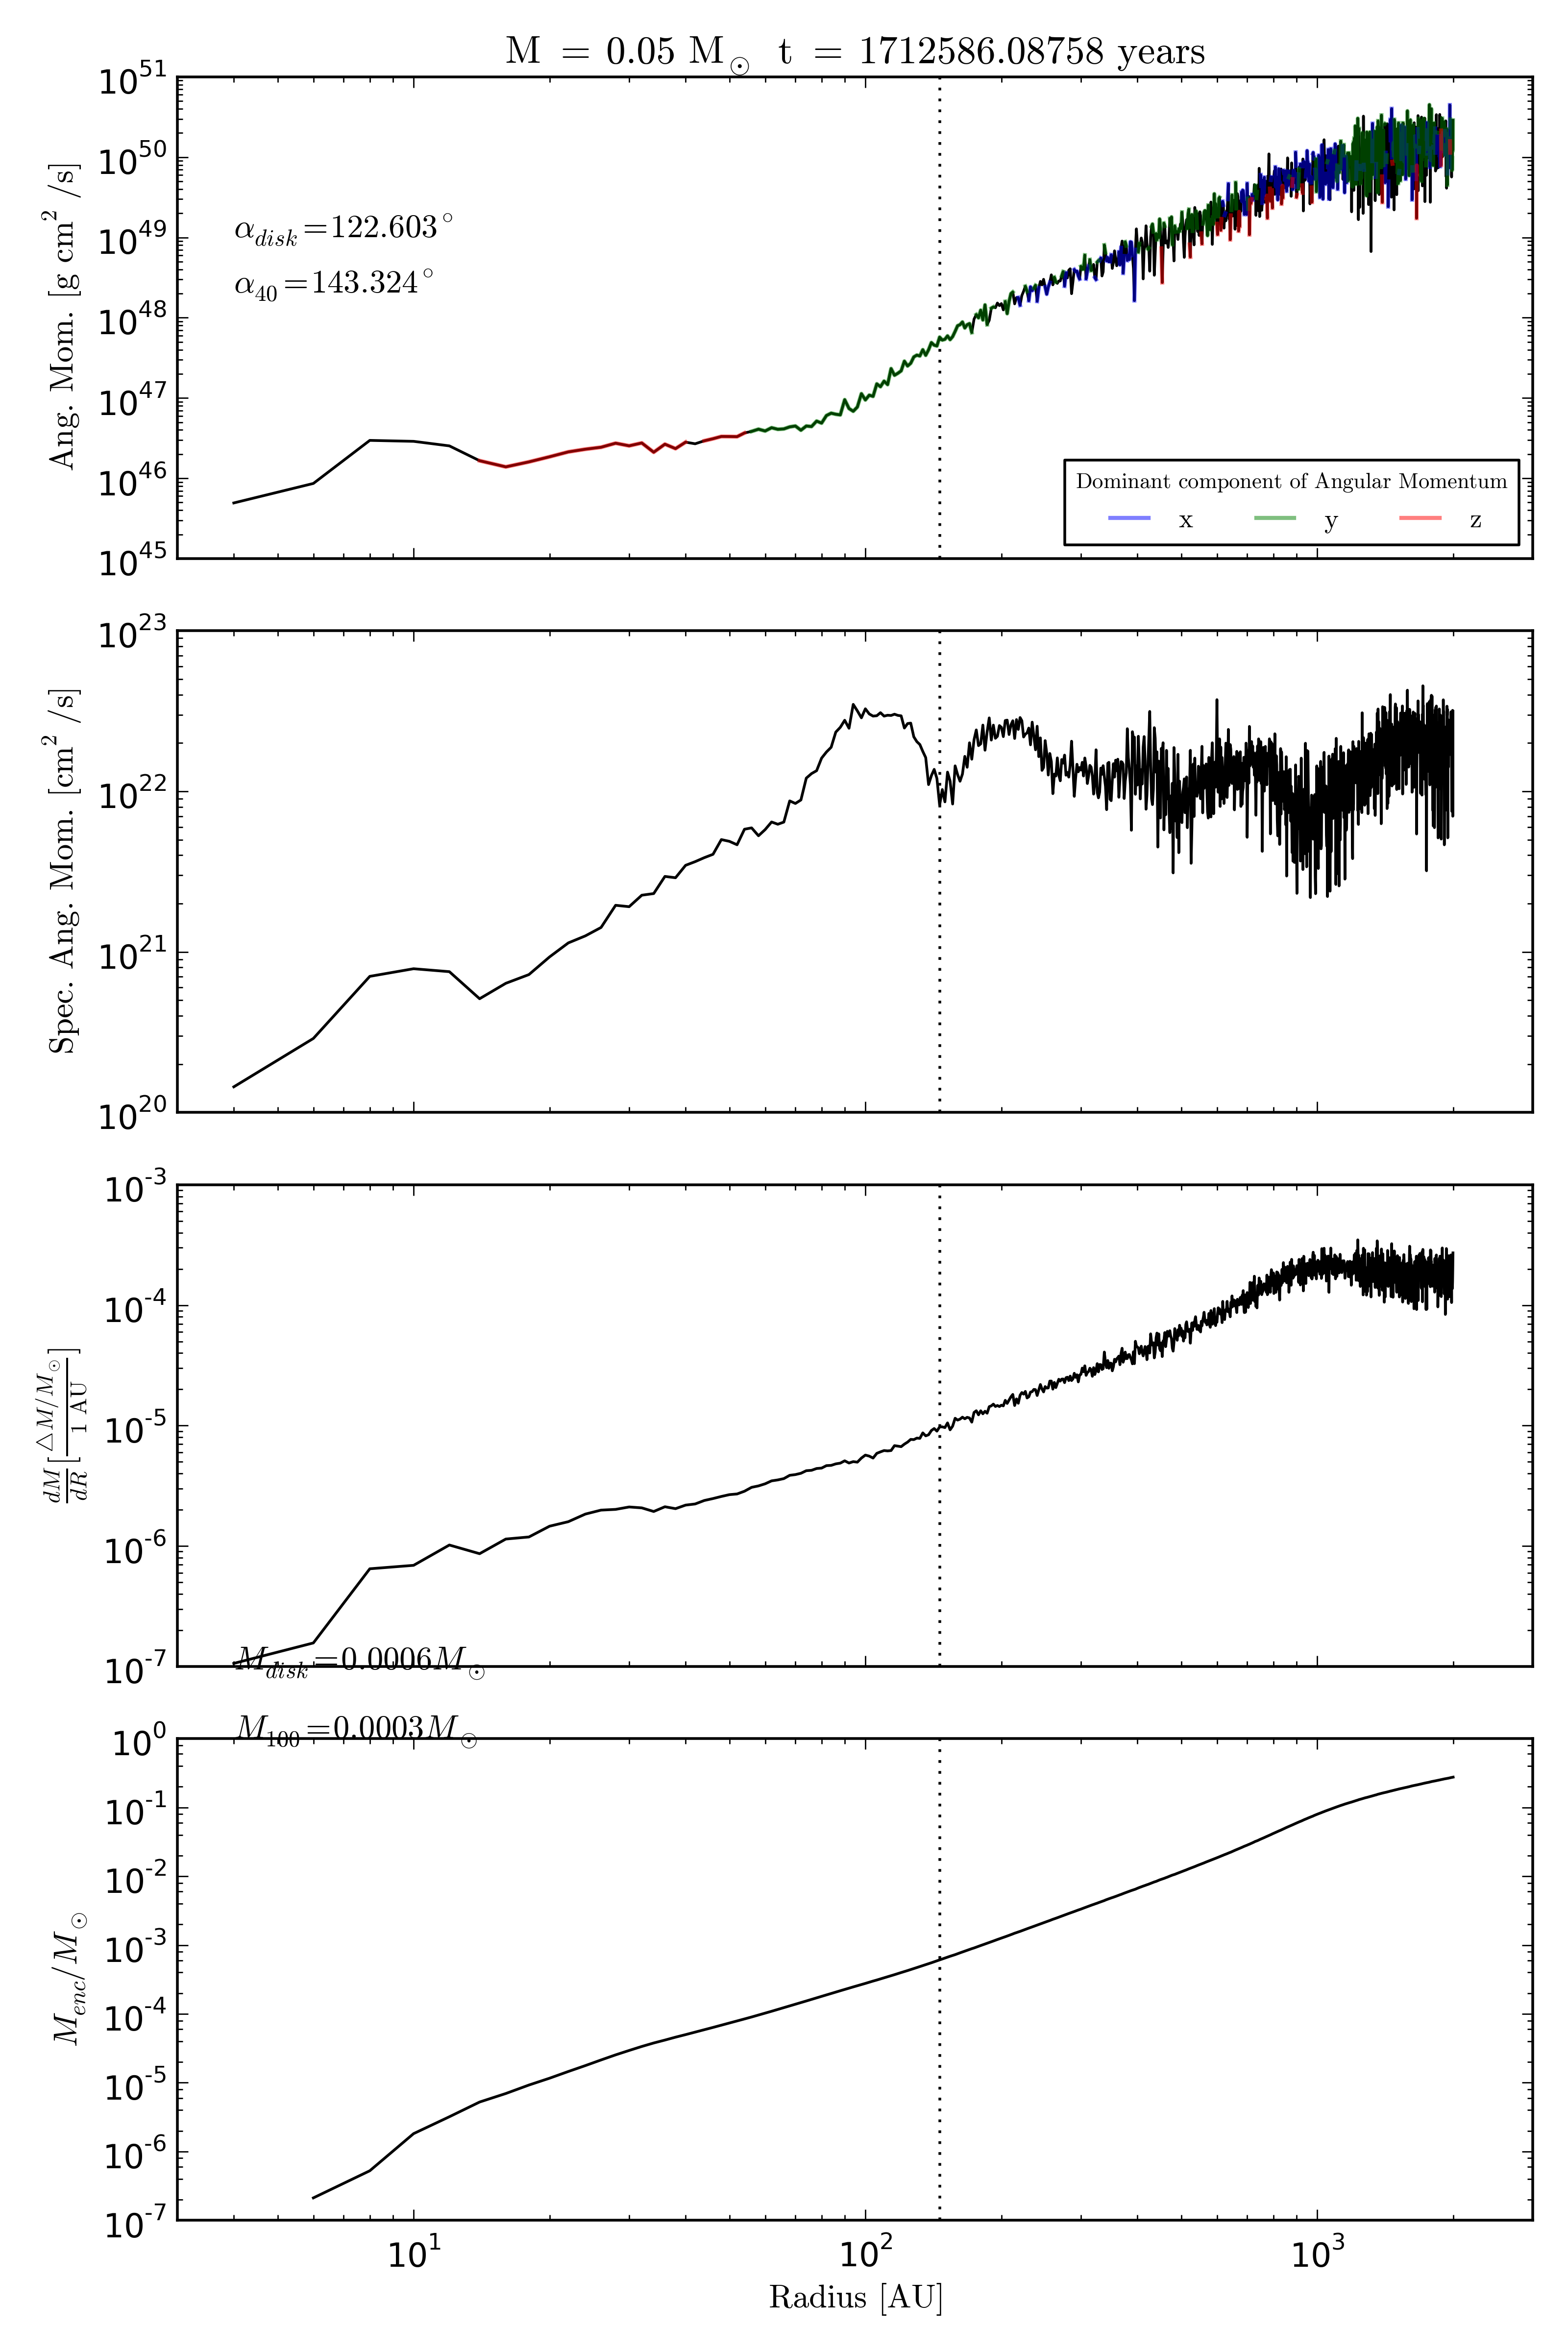 M = 0.05 M⊙ t = 1712586.08758 years
10^51
10^50
10^49
10^48
10^47
10^46
10^45
Ang. Mom. [g cm^2 /s]
α_disk=122.603°
α_40=143.324°
Dominant component of Angular Momentum
x y z
10^23
10^22
10^21
10^20
Spec. Ang. Mom. [cm^2 /s]
10^-3
10^-4
10^-5
10^-6
10^-7
dM/dR [△M/M⊙ / 1 AU]
M_disk=0.0006M⊙
M_100=0.0003M⊙
10^0
10^-1
10^-2
10^-3
10^-4
10^-5
10^-6
10^-7
M_enc/M⊙
10^1 10^2 10^3
Radius [AU]